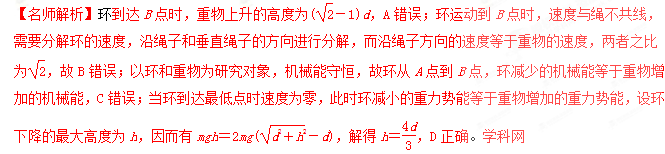 【名师解析】环到达 B 点时，重物上升的高度为(√2－1)d，A 错误；环运动到 B 点时，速度与绳不共线，
需要分解环的速度，沿绳子和垂直绳子的方向进行分解，而沿绳子方向的速度等于重物的速度，两者之比
为√2，故 B 错误；以环和重物为研究对象，机械能守恒，故环从 A 点到 B 点，环减少的机械能等于重物增
加的机械能，C 错误；当环到达最低点时速度为零，此时环减小的重力势能等于重物增加的重力势能，设环
下降的最大高度为 h，因而有 mgh＝2mg(√(d²＋h²)－d)，解得 h＝4d/3，D 正确。学科网